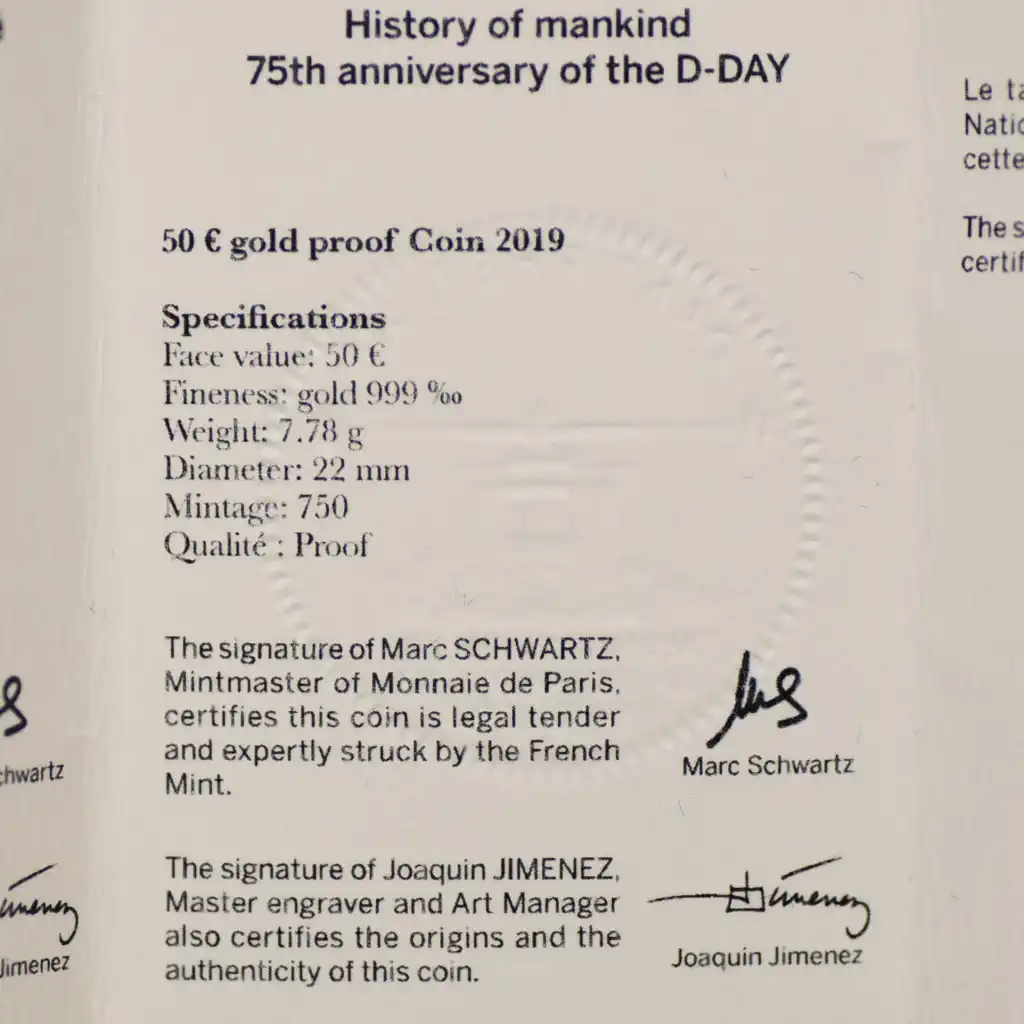 History of mankind
75th anniversary of the D-DAY
50 € gold proof Coin 2019
Specifications
Face value: 50 €
Fineness: gold 999 ‰
Weight: 7.78 g
Diameter: 22 mm
Mintage: 750
Qualité : Proof
The signature of Marc SCHWARTZ,
Mintmaster of Monnaie de Paris,
certifies this coin is legal tender
and expertly struck by the French
Mint.
Marc Schwartz
The signature of Joaquin JIMENEZ,
Master engraver and Art Manager
also certifies the origins and the
authenticity of this coin.
Jimenez
Joaquin Jimenez
chwartz
Jimenez
Le
cette
The